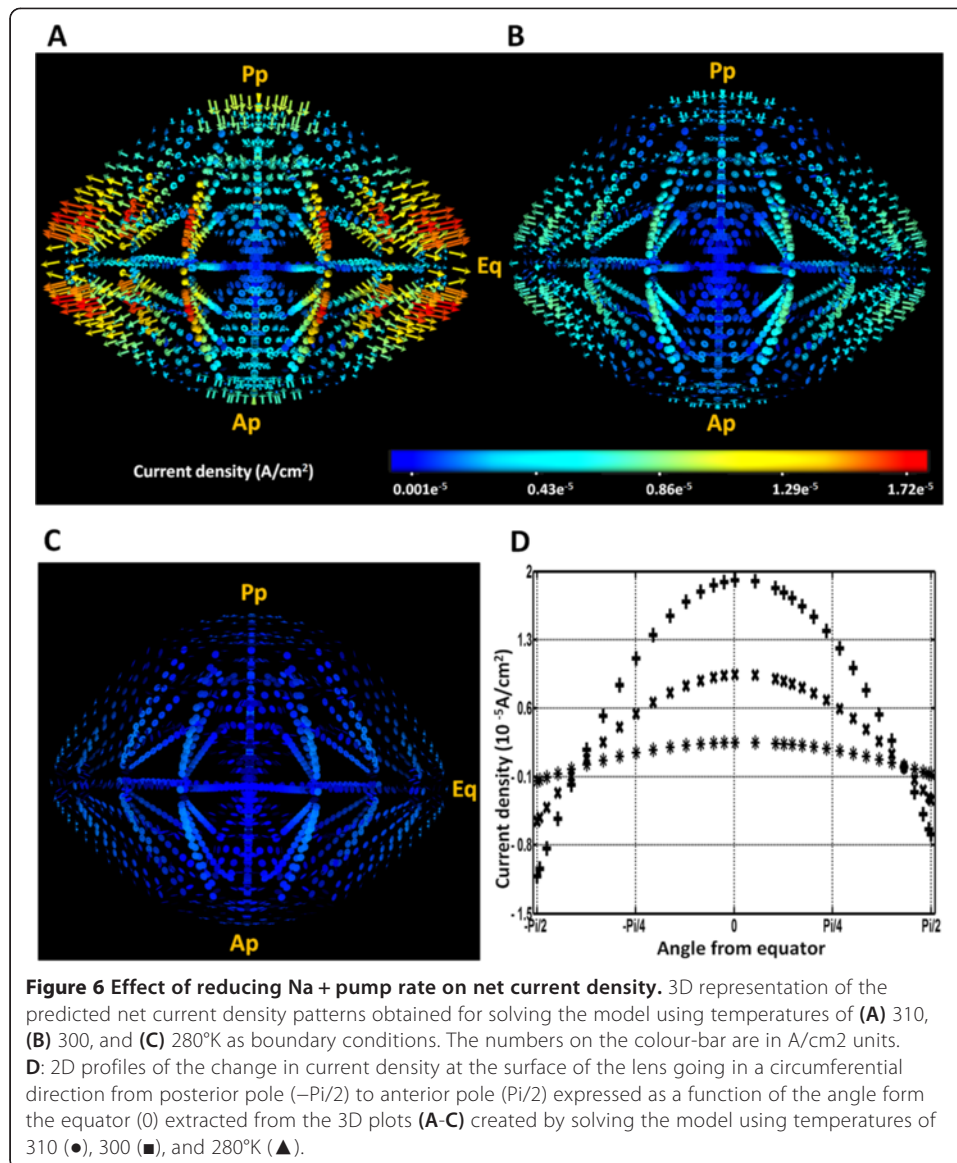 A
B
Pp
Pp
Eq
Ap
Ap
Current density (A/cm²)
0.001e⁻⁵ 0.43e⁻⁵ 0.86e⁻⁵ 1.29e⁻⁵ 1.72e⁻⁵
C
D
Pp
Eq
Ap
Current density (10 ⁻⁵A/cm²)
2
1.3
0.6
-0.1
-0.8
-1.5
-Pi/2 -Pi/4 0 Pi/4 Pi/2
Angle from equator
Figure 6 Effect of reducing Na + pump rate on net current density. 3D representation of the
predicted net current density patterns obtained for solving the model using temperatures of (A) 310,
(B) 300, and (C) 280°K as boundary conditions. The numbers on the colour-bar are in A/cm2 units.
D: 2D profiles of the change in current density at the surface of the lens going in a circumferential
direction from posterior pole (−Pi/2) to anterior pole (Pi/2) expressed as a function of the angle form
the equator (0) extracted from the 3D plots (A-C) created by solving the model using temperatures of
310 (●), 300 (■), and 280°K (▲).